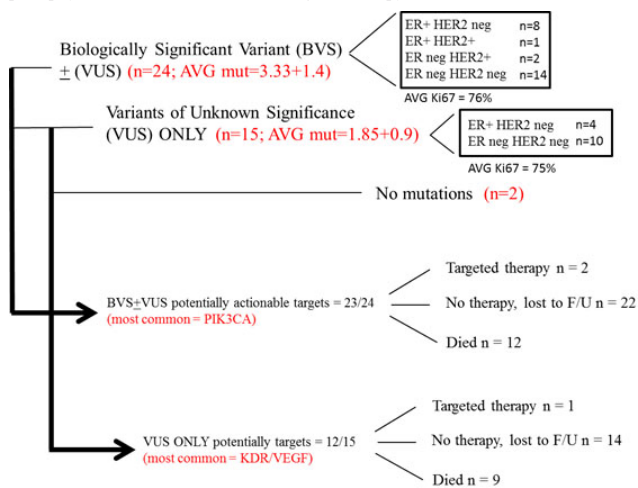 Biologically Significant Variant (BVS)
± (VUS) (n=24; AVG mut=3.33+1.4)
ER+ HER2 neg n=8
ER+ HER2+ n=1
ER neg HER2+ n=2
ER neg HER2 neg n=14
AVG Ki67 = 76%
Variants of Unknown Significance
(VUS) ONLY (n=15; AVG mut=1.85+0.9)
ER+ HER2 neg n=4
ER neg HER2 neg n=10
AVG Ki67 = 75%
No mutations (n=2)
Targeted therapy n = 2
BVS±VUS potentially actionable targets = 23/24
(most common = PIK3CA)
No therapy, lost to F/U n = 22
Died n = 12
Targeted therapy n = 1
VUS ONLY potentially targets = 12/15
(most common = KDR/VEGF)
No therapy, lost to F/U n = 14
Died n = 9